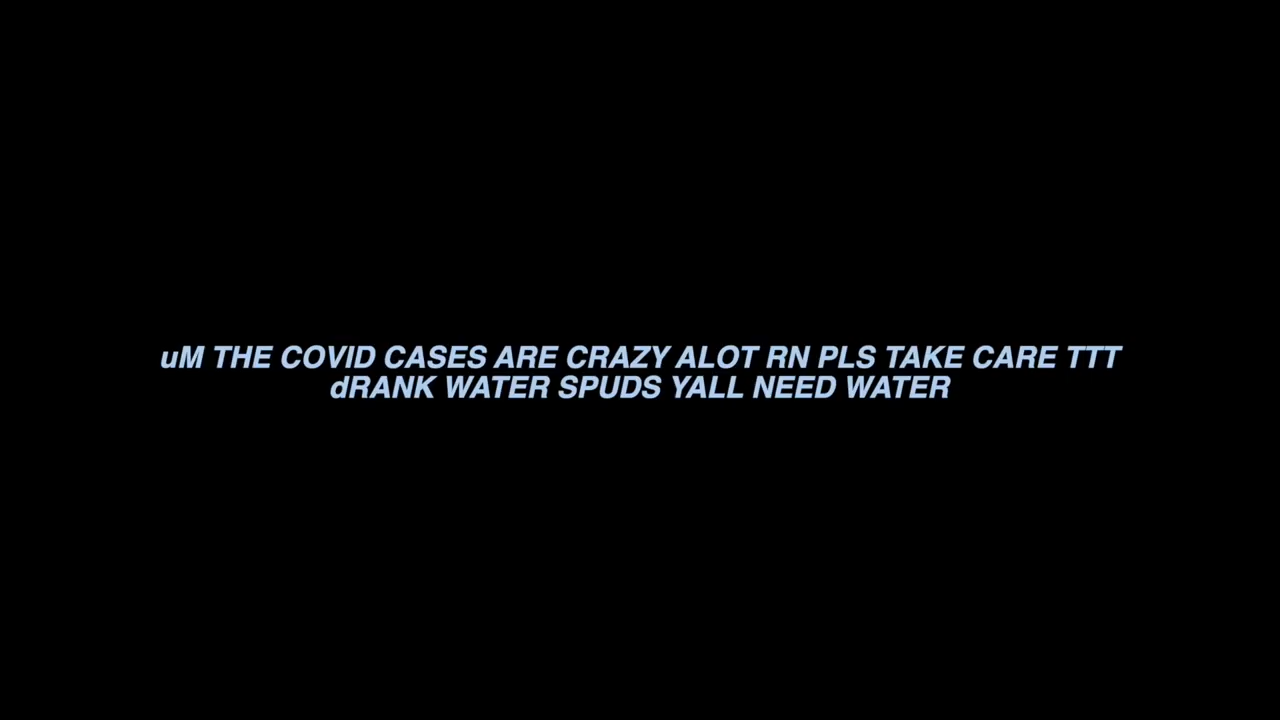 uM THE COVID CASES ARE CRAZY ALOT RN PLS TAKE CARE TTT
dRANK WATER SPUDS YALL NEED WATER